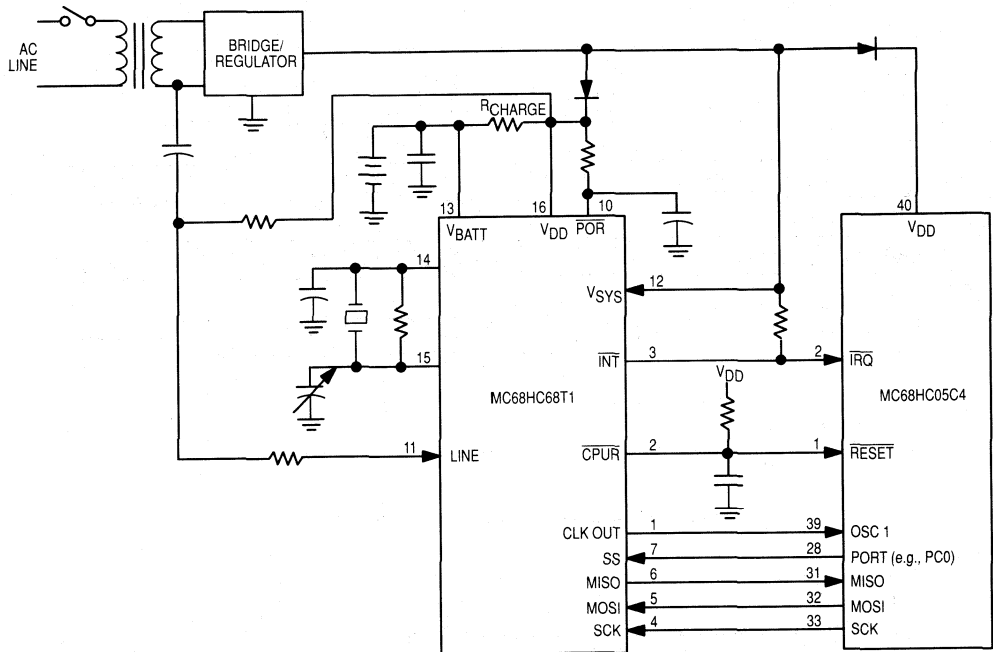 AC
LINE
BRIDGE/
REGULATOR
RCHARGE
13
16
10
40
VBATT
VDD
POR
VDD
14
VSYS
12
15
INT
3
2
IRQ
VDD
MC68HC68T1
MC68HC05C4
11
LINE
CPUR
2
1
RESET
CLK OUT
1
39
OSC 1
SS
7
28
PORT (e.g., PC0)
MISO
6
31
MISO
MOSI
5
32
MOSI
SCK
4
33
SCK